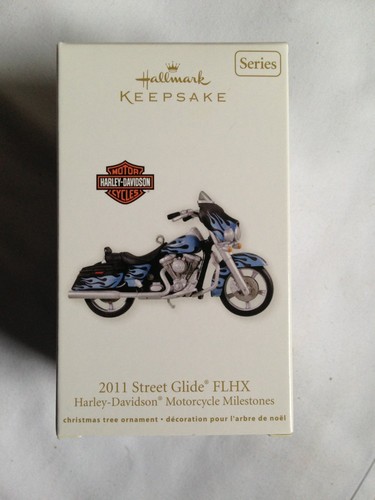 Hallmark
KEEPSAKE
Series
MOTOR
HARLEY-DAVIDSON
CYCLES
2011 Street Glide® FLHX
Harley-Davidson® Motorcycle Milestones
christmas tree ornament • décoration pour l'arbre de noël